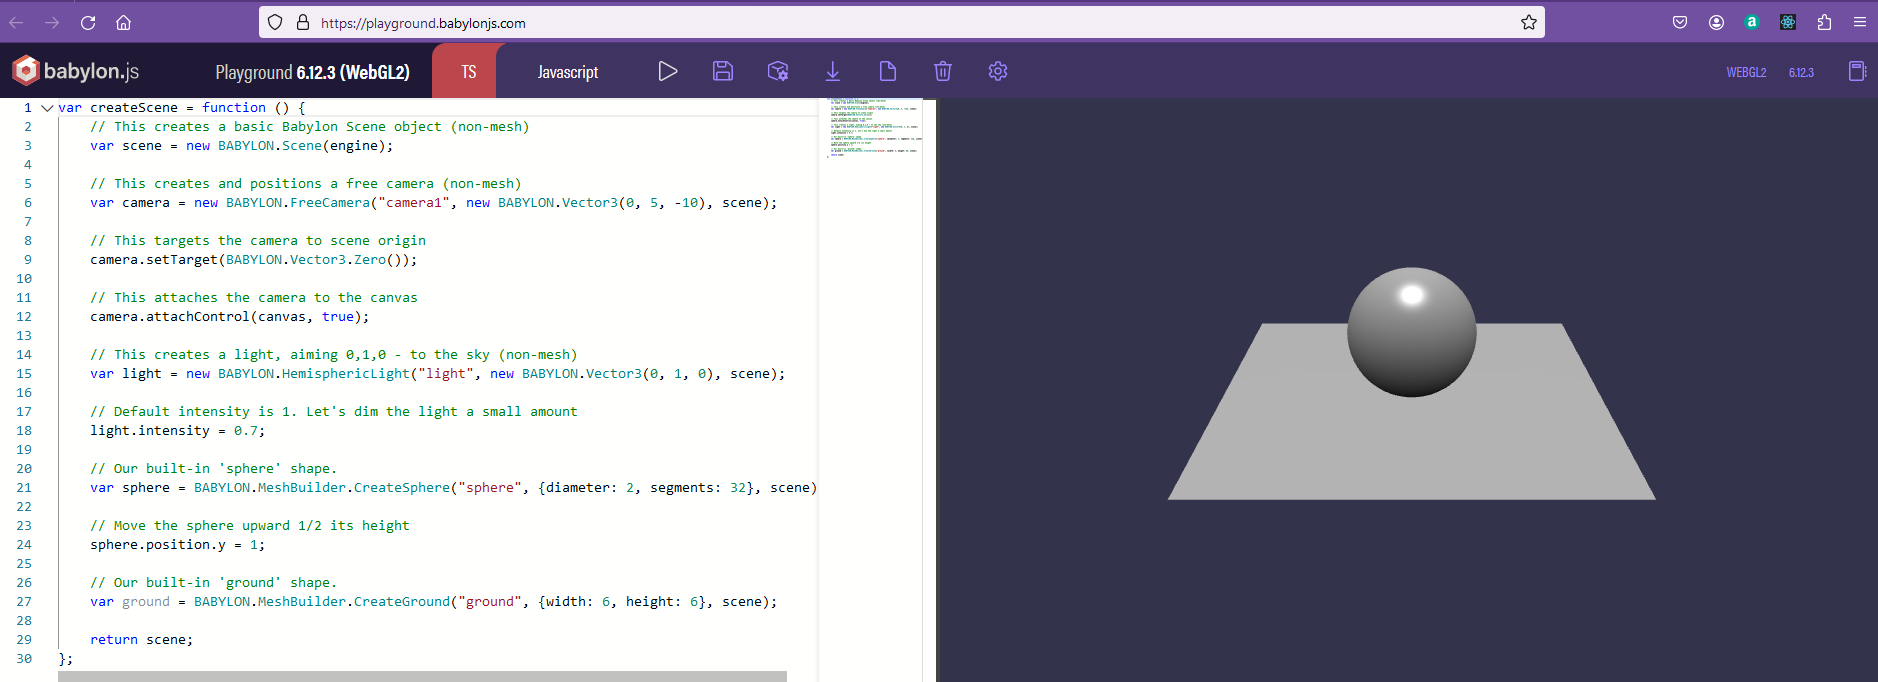 https://playground.babylonjs.com
babylon.js
Playground 6.12.3 (WebGL2)
TS
Javascript
WEBGL2
6.12.3
1 var createScene = function () {
2 // This creates a basic Babylon Scene object (non-mesh)
3 var scene = new BABYLON.Scene(engine);
4
5 // This creates and positions a free camera (non-mesh)
6 var camera = new BABYLON.FreeCamera("camera1", new BABYLON.Vector3(0, 5, -10), scene);
7
8 // This targets the camera to scene origin
9 camera.setTarget(BABYLON.Vector3.Zero());
10
11 // This attaches the camera to the canvas
12 camera.attachControl(canvas, true);
13
14 // This creates a light, aiming 0,1,0 - to the sky (non-mesh)
15 var light = new BABYLON.HemisphericLight("light", new BABYLON.Vector3(0, 1, 0), scene);
16
17 // Default intensity is 1. Let's dim the light a small amount
18 light.intensity = 0.7;
19
20 // Our built-in 'sphere' shape.
21 var sphere = BABYLON.MeshBuilder.CreateSphere("sphere", {diameter: 2, segments: 32}, scene)
22
23 // Move the sphere upward 1/2 its height
24 sphere.position.y = 1;
25
26 // Our built-in 'ground' shape.
27 var ground = BABYLON.MeshBuilder.CreateGround("ground", {width: 6, height: 6}, scene);
28
29 return scene;
30 };